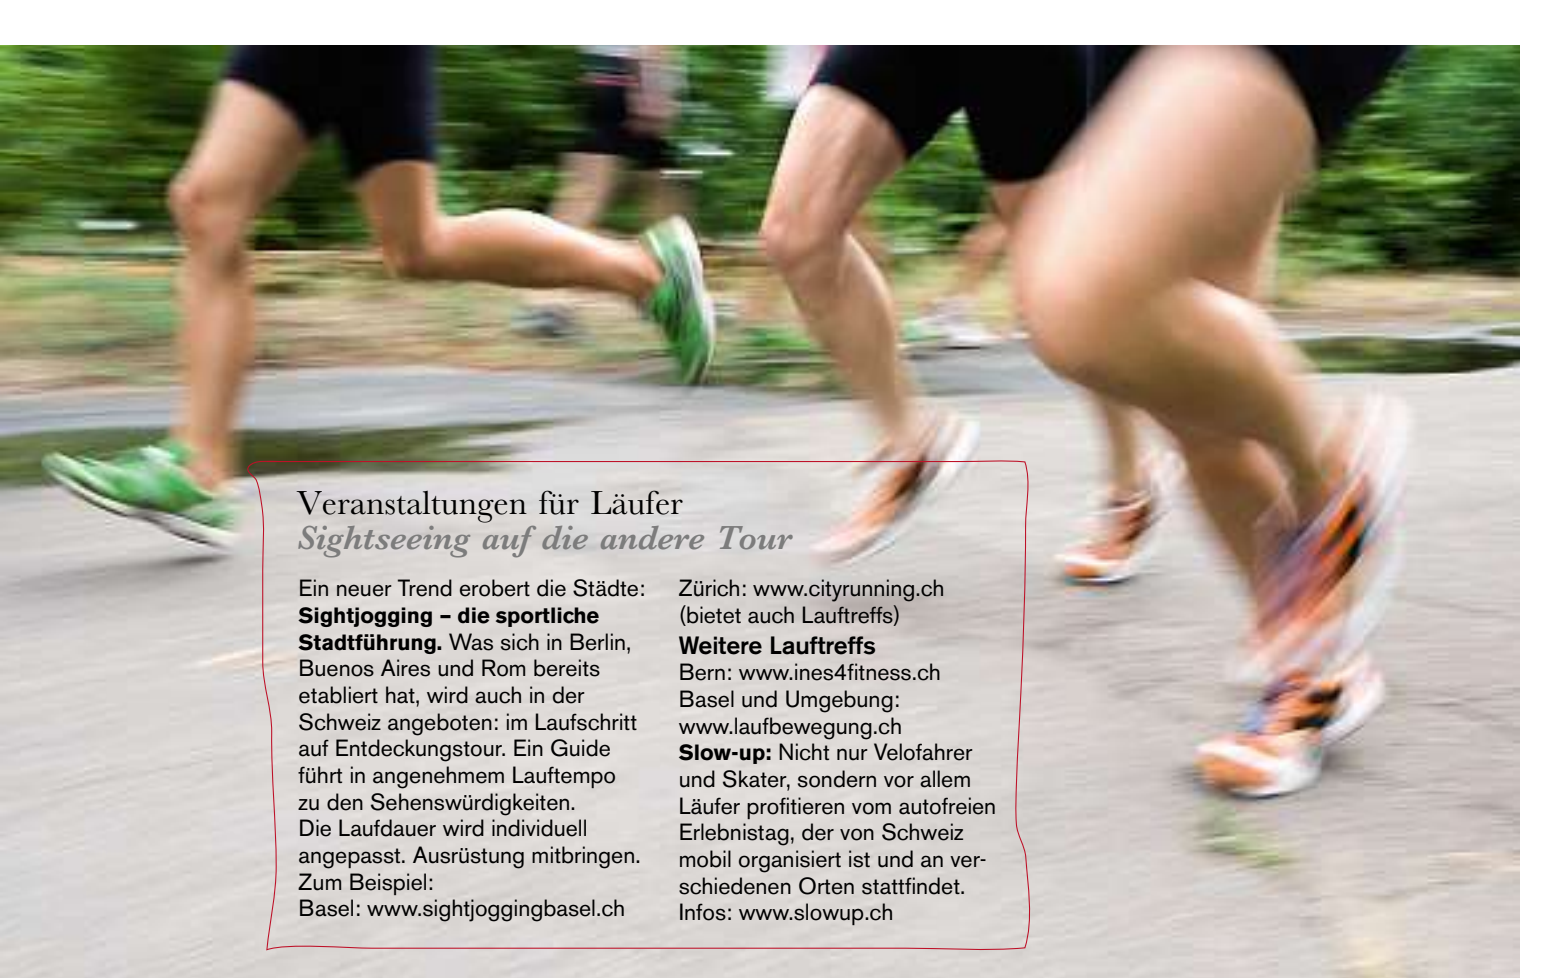 Veranstaltungen für Läufer
Sightseeing auf die andere Tour
Ein neuer Trend erobert die Städte:
Sightjogging – die sportliche
Stadtführung. Was sich in Berlin,
Buenos Aires und Rom bereits
etabliert hat, wird auch in der
Schweiz angeboten: im Laufschritt
auf Entdeckungstour. Ein Guide
führt in angenehmem Lauftempo
zu den Sehenswürdigkeiten.
Die Laufdauer wird individuell
angepasst. Ausrüstung mitbringen.
Zum Beispiel:
Basel: www.sightjoggingbasel.ch
Zürich: www.cityrunning.ch
(bietet auch Lauftreffs)
Weitere Lauftreffs
Bern: www.ines4fitness.ch
Basel und Umgebung:
www.laufbewegung.ch
Slow-up: Nicht nur Velofahrer
und Skater, sondern vor allem
Läufer profitieren vom autofreien
Erlebnistag, der von Schweiz
mobil organisiert ist und an ver-
schiedenen Orten stattfindet.
Infos: www.slowup.ch